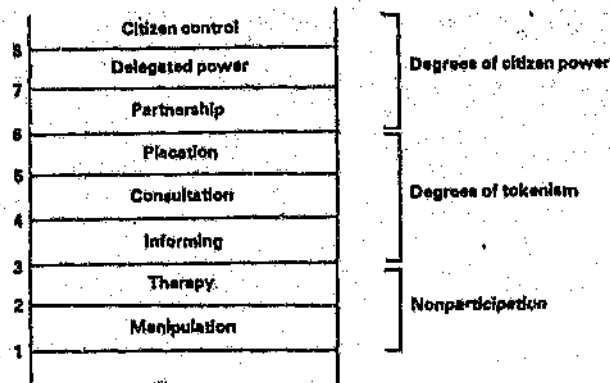 Citizen control
8
Delegated power
Degrees of citizen power
7
Partnership
6
Placation
5
Consultation
Degrees of tokenism
4
Informing
3
Therapy
2
Nonparticipation
Manipulation
1